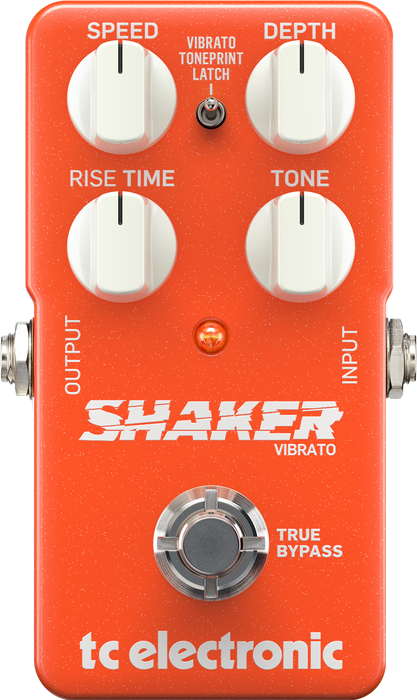 SPEED
VIBRATO
TONEPRINT
LATCH
DEPTH
RISE TIME
TONE
OUTPUT
INPUT
SHAKER
VIBRATO
TRUE
BYPASS
tc electronic